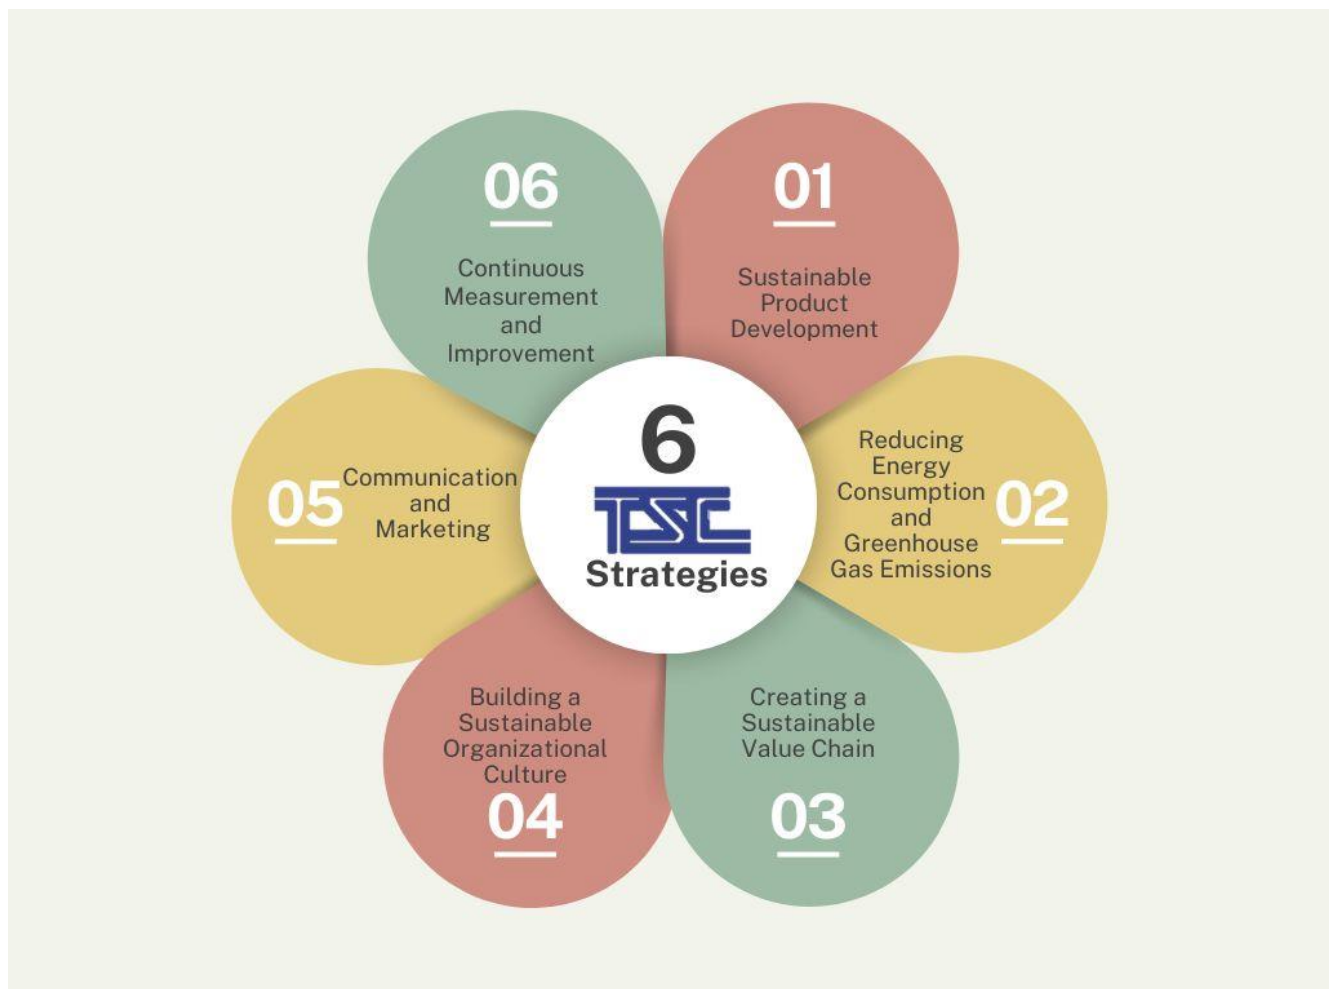 6
TSC
Strategies
01
Sustainable
Product
Development
02
Reducing
Energy
Consumption
and
Greenhouse
Gas Emissions
03
Creating a
Sustainable
Value Chain
04
Building a
Sustainable
Organizational
Culture
05
Communication
and
Marketing
06
Continuous
Measurement
and
Improvement